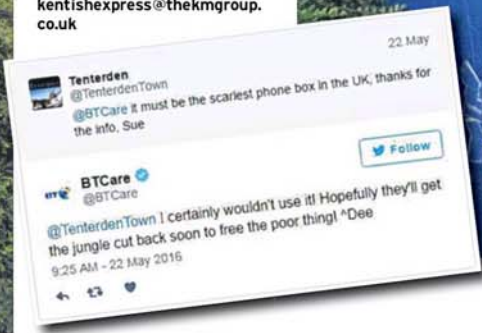 kentishexpress@thekmgroup.
co.uk
22 May
Tenterden
@TenterdenTown
@BTCare it must be the scariest phone box in the UK, thanks for
the info, Sue
Follow
BT
BTCare
@BTCare
@TenterdenTown I certainly wouldn't use it! Hopefully they'll get
the jungle cut back soon to free the poor thing! ^Dee
9:25 AM - 22 May 2016